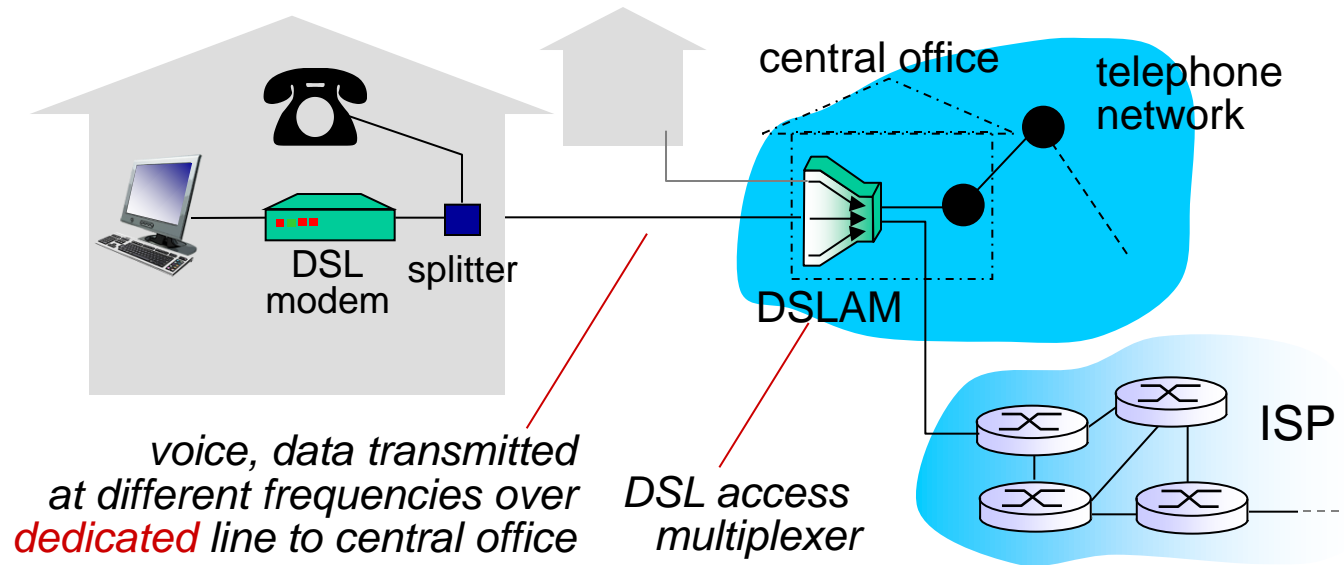 central office
telephone
network
DSL
modem
splitter
DSLAM
ISP
voice, data transmitted
at different frequencies over
dedicated line to central office
DSL access
multiplexer